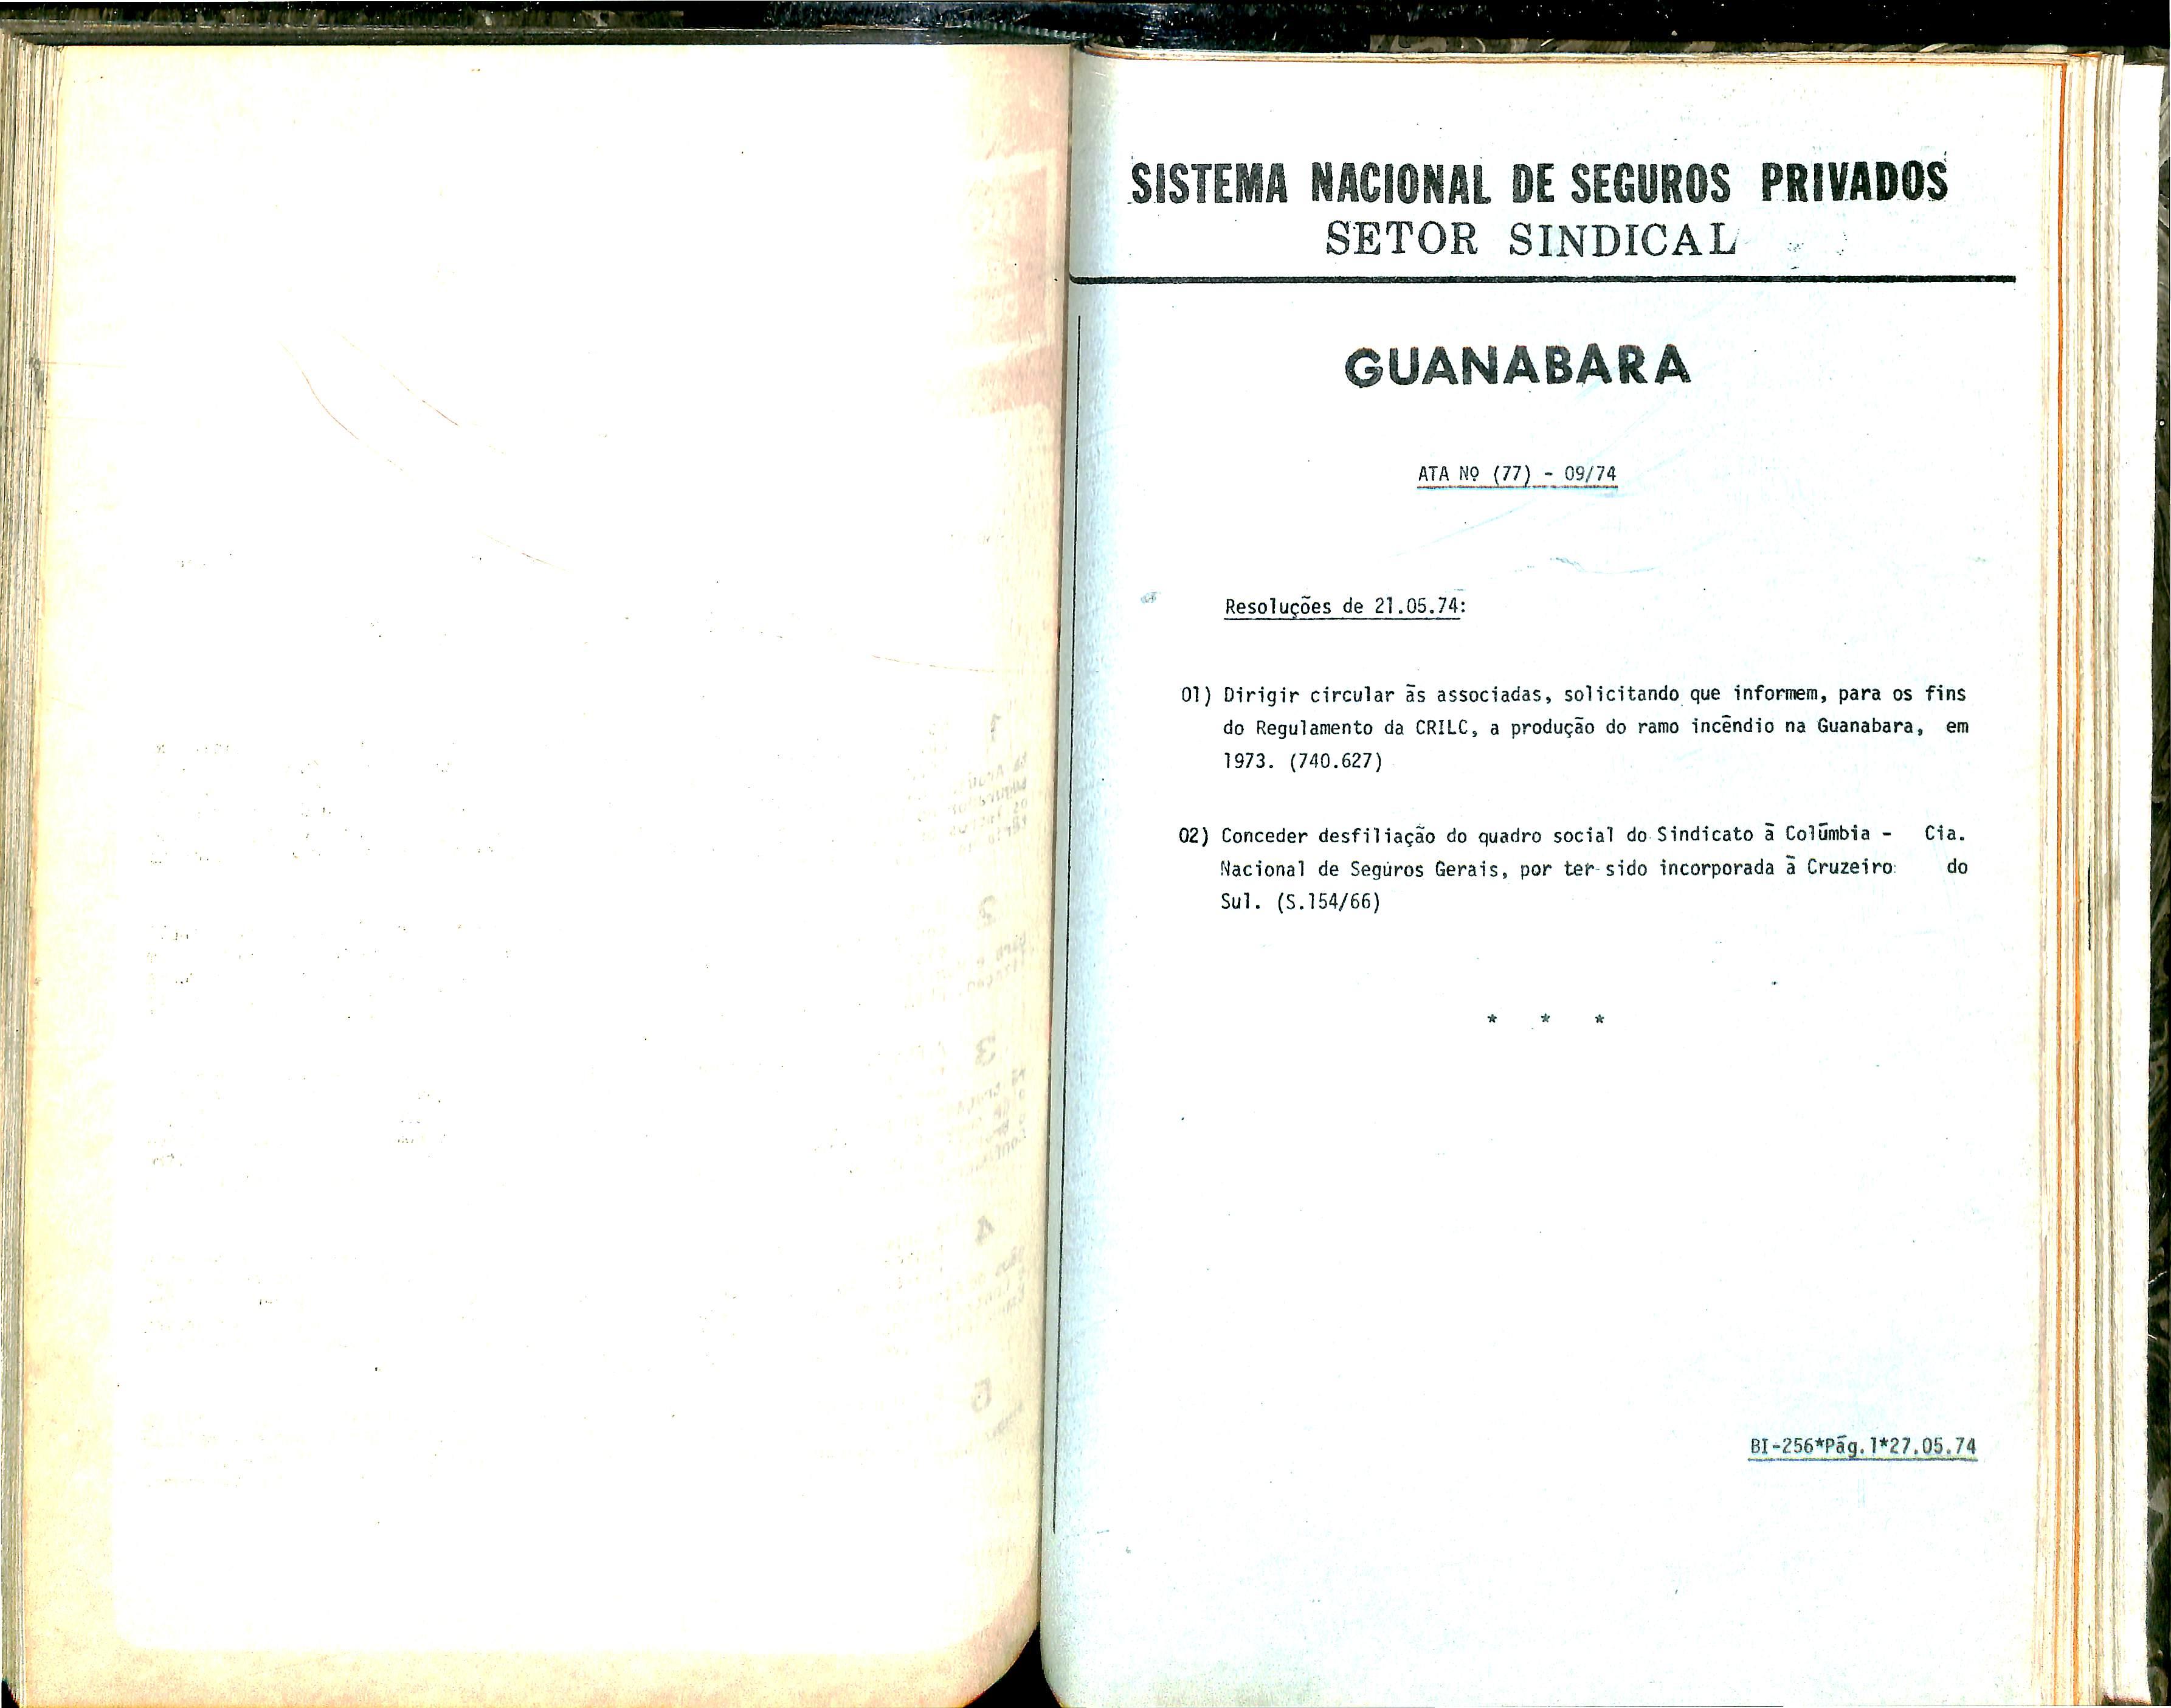 SISTEMA NACIONAL DE SEGUROS PRIVADOS
SETOR SINDICAL
GUANABARA
ATA Nº (77) - 09/74
Resoluções de 21.05.74:
01) Dirigir circular às associadas, solicitando que informem, para os fins
do Regulamento da CRILC, a produção do ramo incêndio na Guanabara, em
1973. (740.627)
02) Conceder desfiliação do quadro social do Sindicato à Colúmbia - Cia.
Nacional de Seguros Gerais, por ter sido incorporada à Cruzeiro do
Sul. (S.154/66)
* * *
BI-256*Pág.1*27.05.74